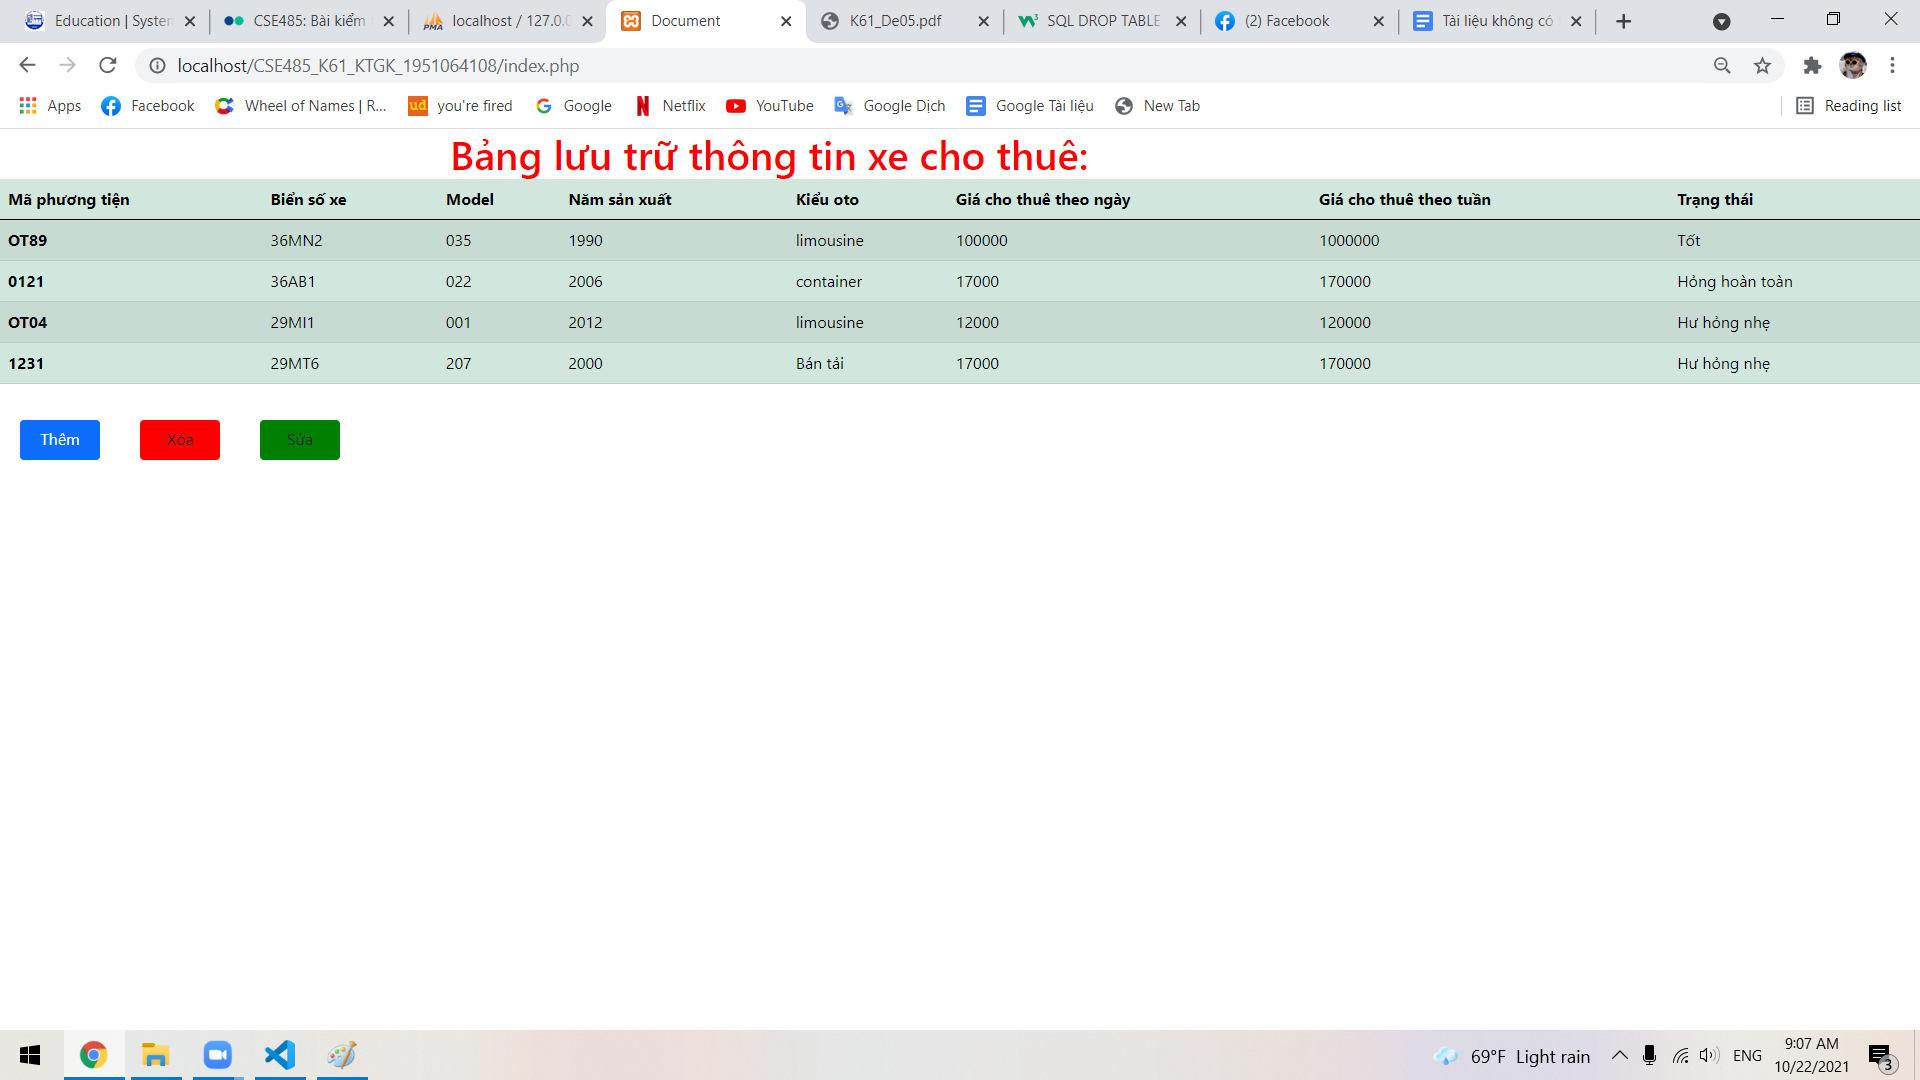 Education | System
CSE485: Bài kiểm
localhost / 127.0.0
Document
K61_De05.pdf
SQL DROP TABLE
(2) Facebook
Tài liệu không có
localhost/CSE485_K61_KTGK_1951064108/index.php
Apps
Facebook
Wheel of Names | R...
you're fired
Google
Netflix
YouTube
Google Dịch
Google Tài liệu
New Tab
Reading list
Bảng lưu trữ thông tin xe cho thuê:
Mã phương tiện Biển số xe Model Năm sản xuất Kiểu oto Giá cho thuê theo ngày Giá cho thuê theo tuần Trạng thái
OT89 36MN2 035 1990 limousine 100000 1000000 Tốt
0121 36AB1 022 2006 container 17000 170000 Hỏng hoàn toàn
OT04 29MI1 001 2012 limousine 12000 120000 Hư hỏng nhẹ
1231 29MT6 207 2000 Bán tải 17000 170000 Hư hỏng nhẹ
Thêm
Xóa
Sửa
69°F Light rain
ENG
9:07 AM
10/22/2021
3